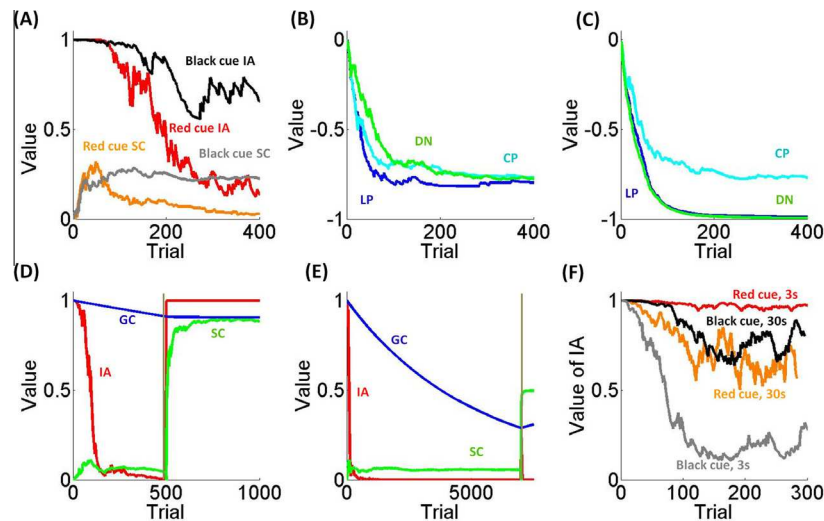 (A)
1
0.5
0
Value
Black cue IA
Red cue IA
Red cue SC
Black cue SC
0 200 400
Trial
(B)
0
-0.5
-1
Value
DN
CP
LP
0 100 200 300 400
Trial
(C)
0
-0.5
-1
Value
CP
LP
DN
0 100 200 300 400
Trial
(D)
1
0.5
0
Value
GC
SC
IA
0 500 1000
Trial
(E)
1
0.5
0
Value
GC
IA
SC
0 5000
Trial
(F)
1
0.5
0
Value of IA
Red cue, 3s
Black cue, 30s
Red cue, 30s
Black cue, 3s
0 100 200 300
Trial